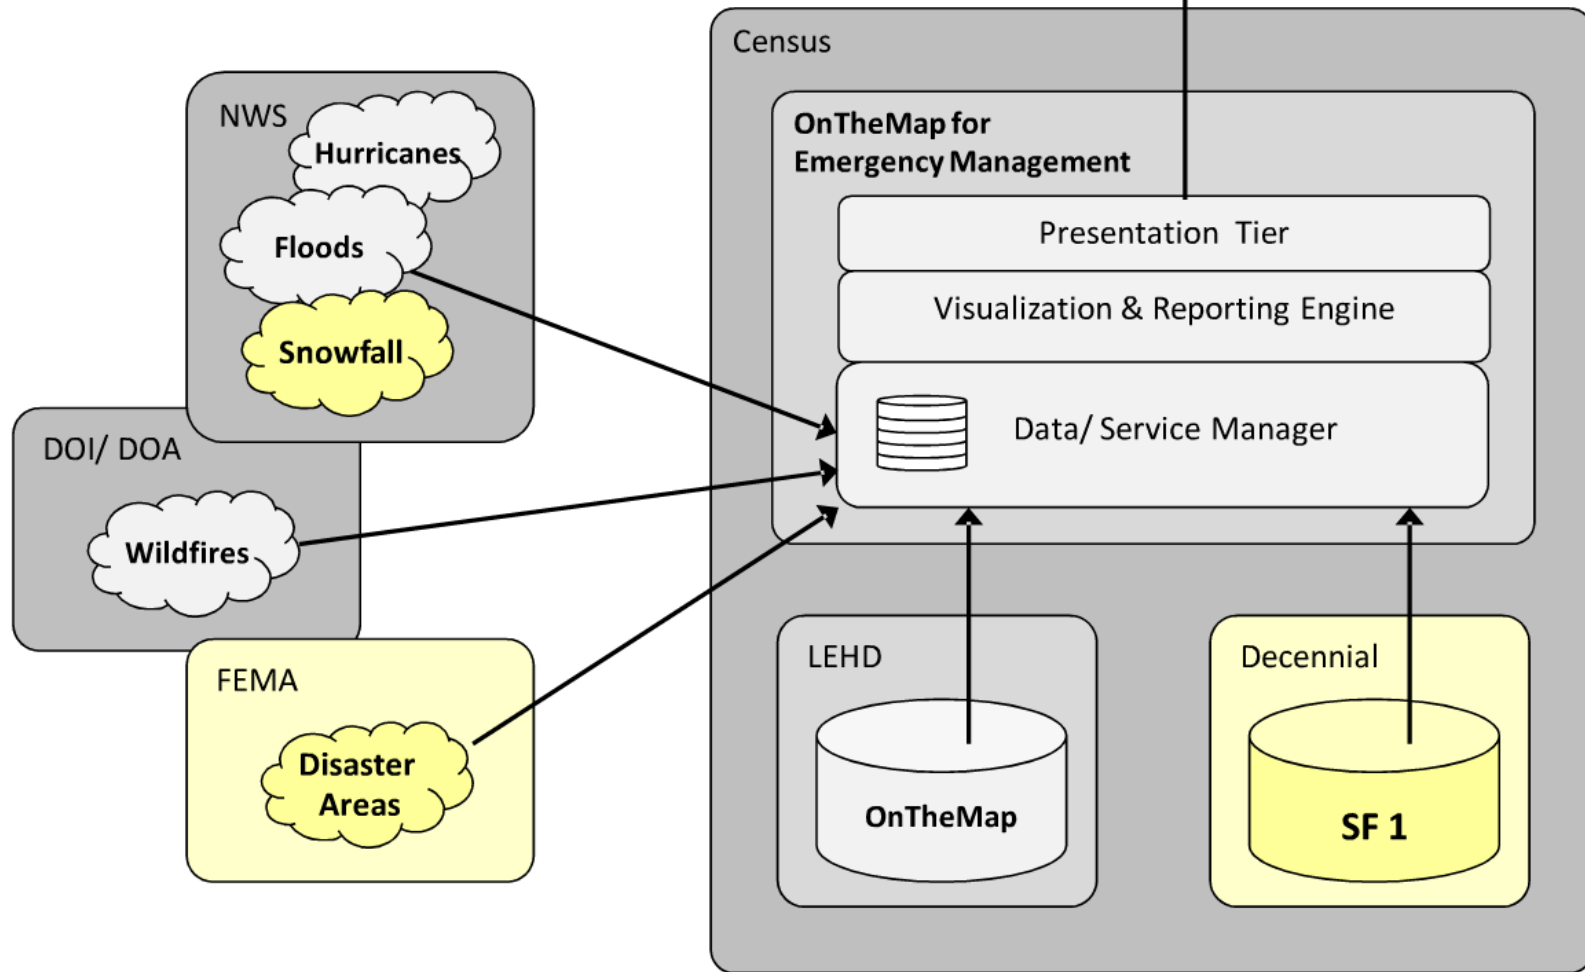 Census
NWS
Hurricanes
Floods
Snowfall
OnTheMap for
Emergency Management
Presentation Tier
Visualization & Reporting Engine
Data/ Service Manager
DOI/ DOA
Wildfires
FEMA
Disaster
Areas
LEHD
OnTheMap
Decennial
SF 1